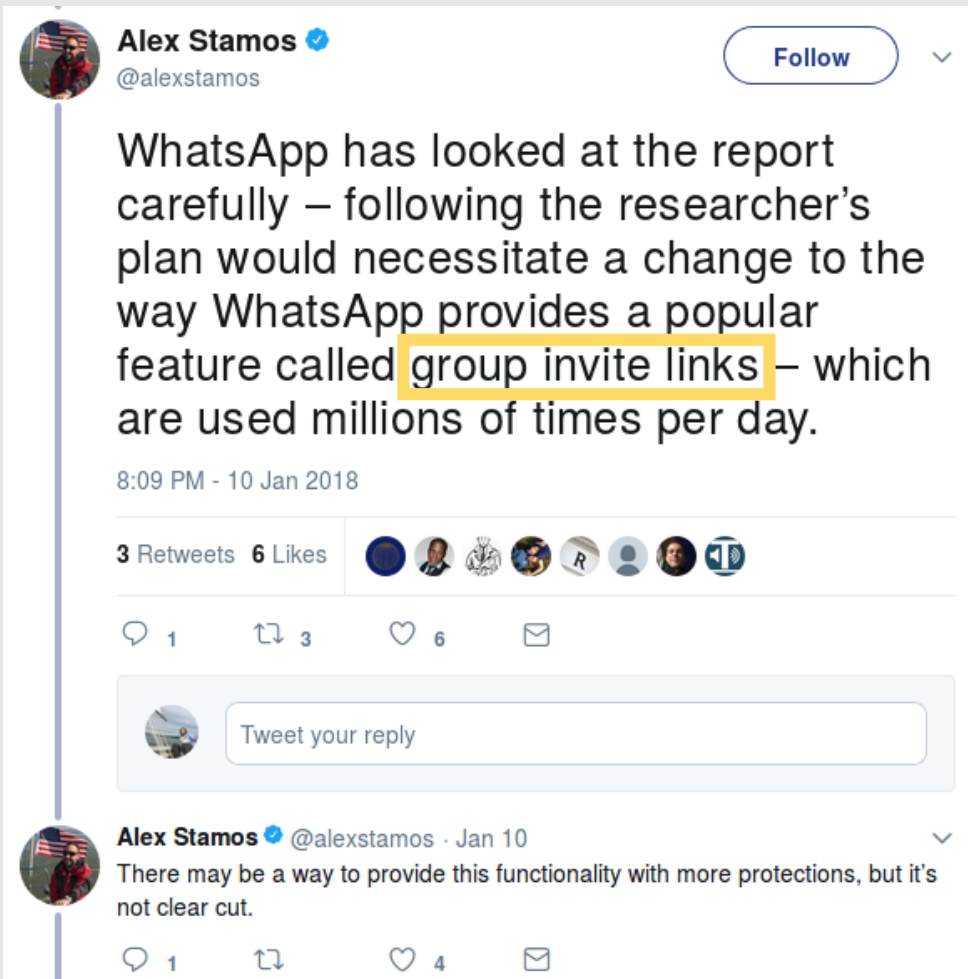 Alex Stamos
@alexstamos
Follow
WhatsApp has looked at the report
carefully – following the researcher's
plan would necessitate a change to the
way WhatsApp provides a popular
feature called group invite links – which
are used millions of times per day.
8:09 PM - 10 Jan 2018
3 Retweets 6 Likes
R
1 3 6
Tweet your reply
Alex Stamos @alexstamos · Jan 10
There may be a way to provide this functionality with more protections, but it's
not clear cut.
1 4